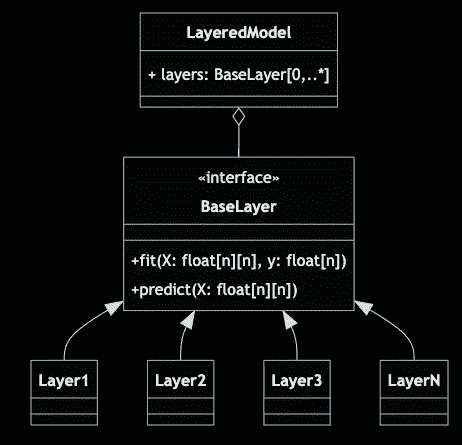 LayeredModel
+ layers: BaseLayer[0,..*]
«interface»
BaseLayer
+fit(X: float[n][n], y: float[n])
+predict(X: float[n][n])
Layer1
Layer2
Layer3
LayerN